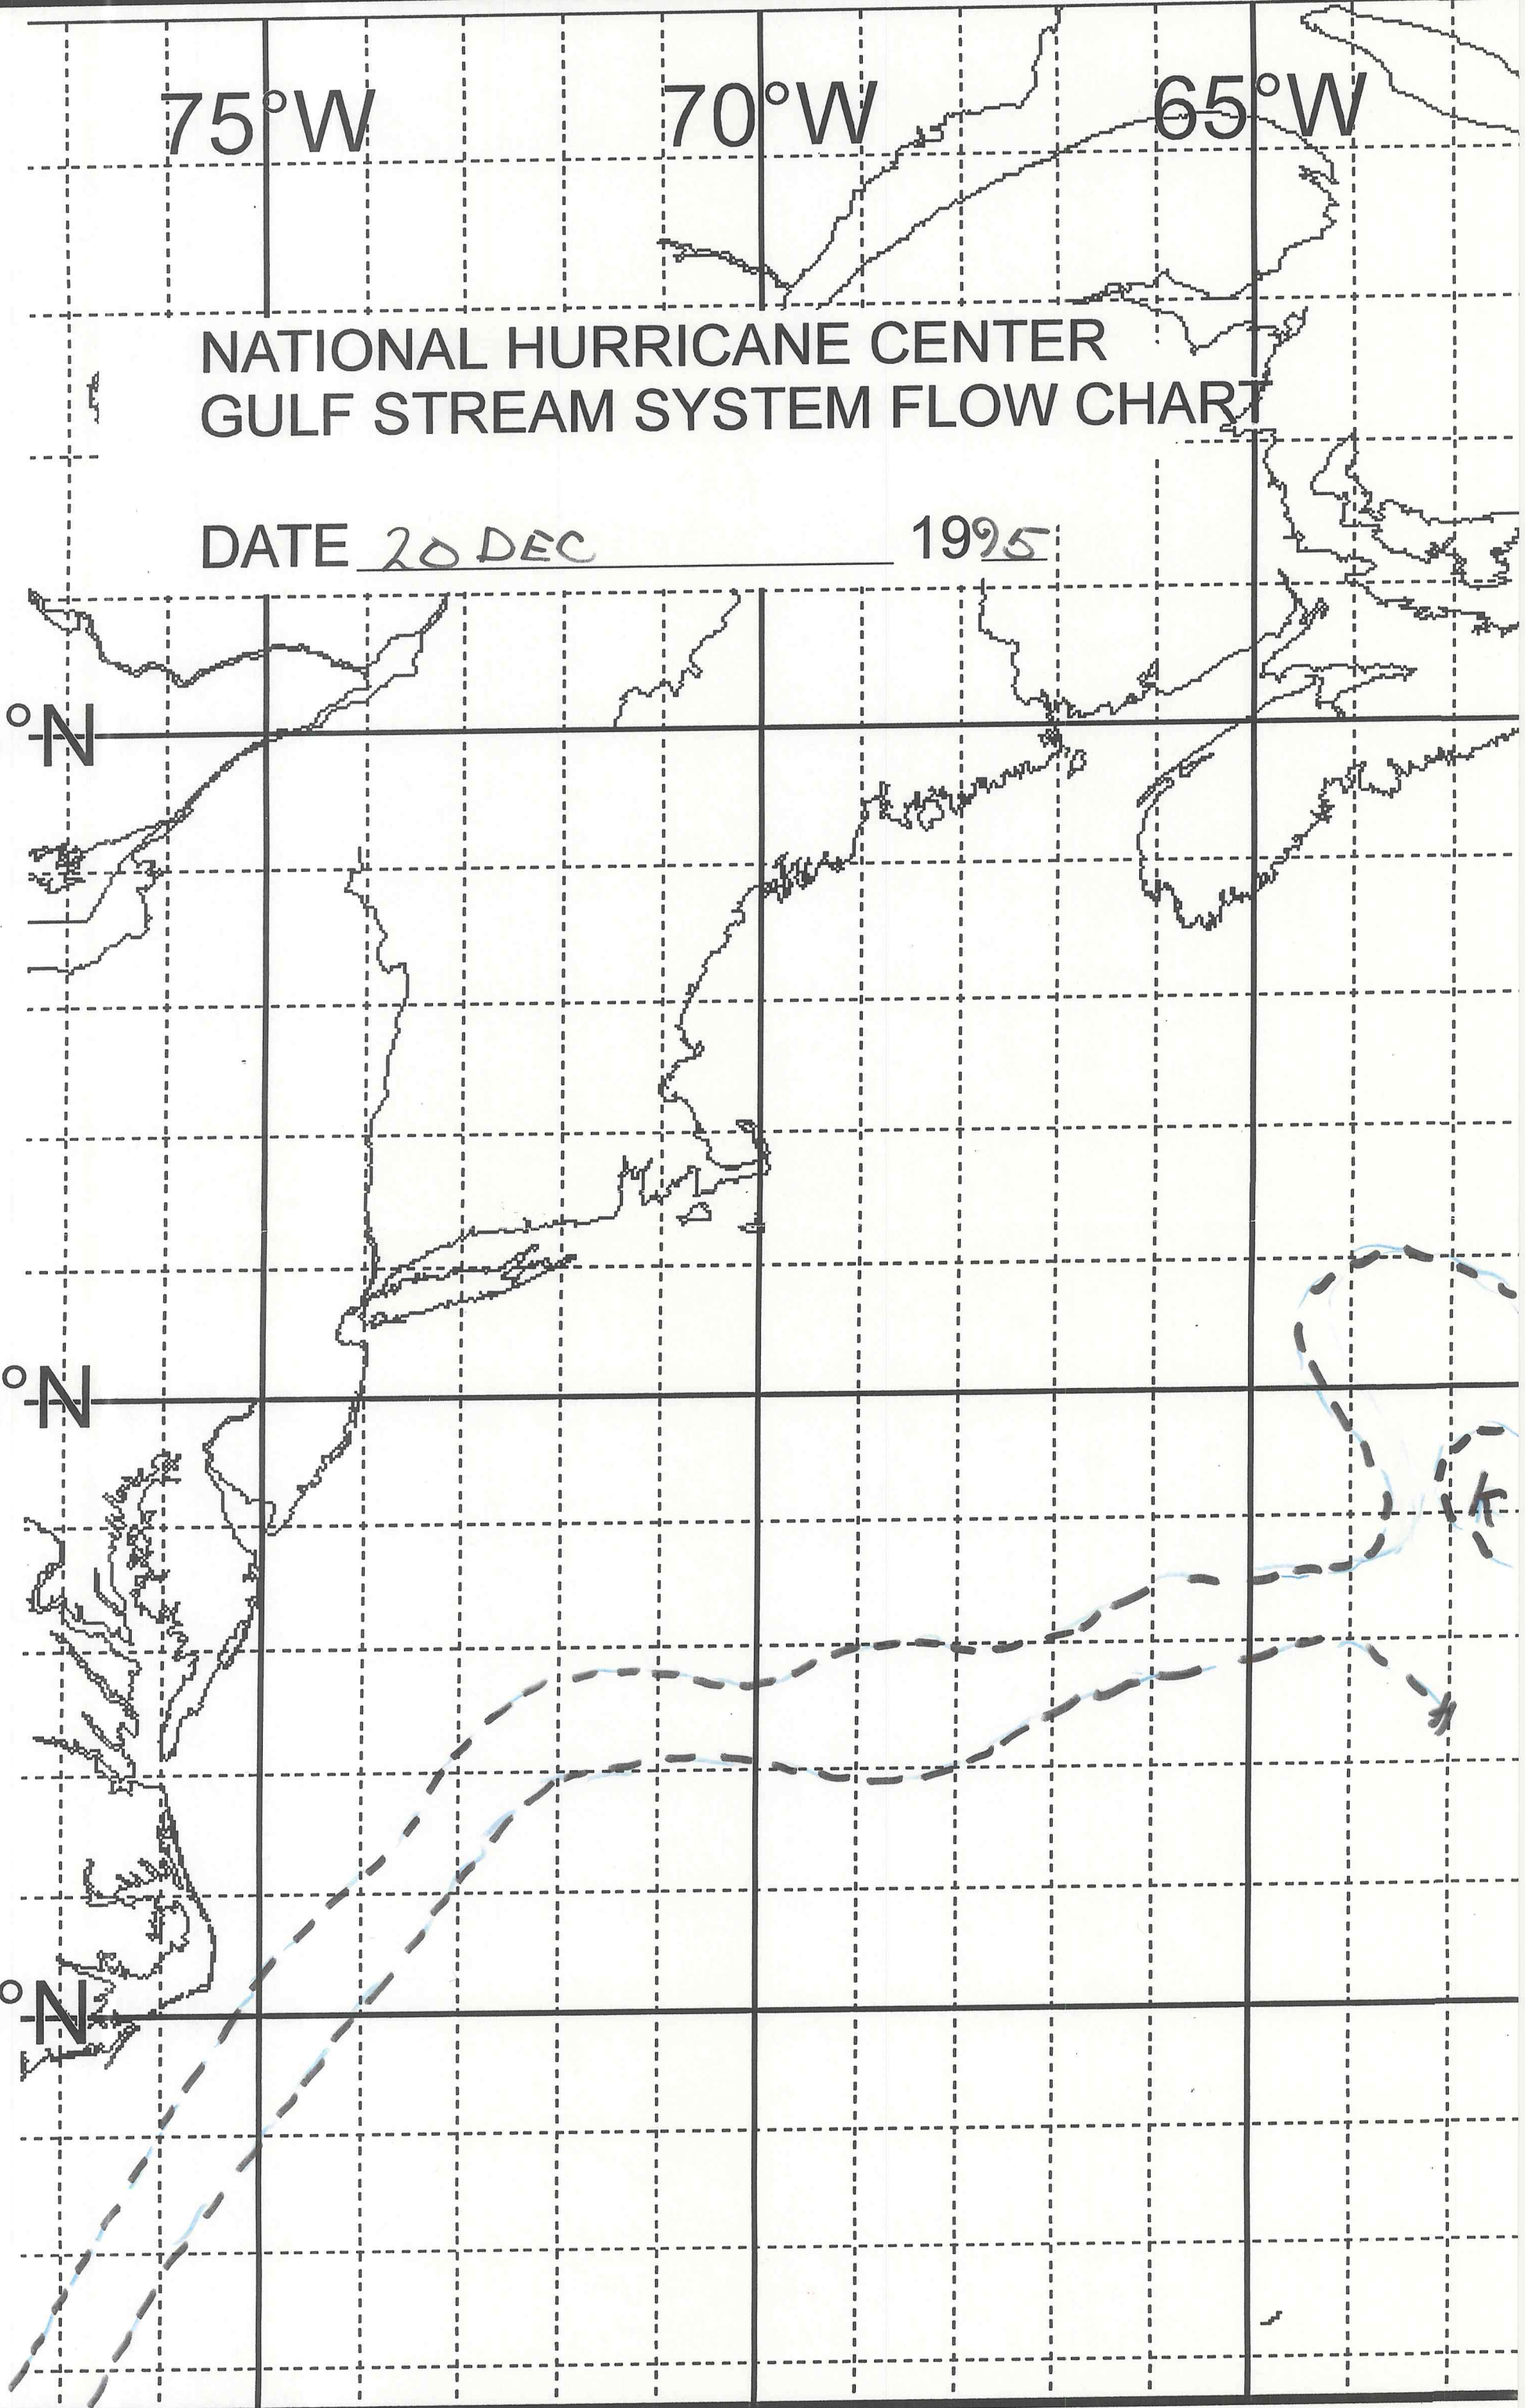 75°W 70°W 65°W
NATIONAL HURRICANE CENTER
GULF STREAM SYSTEM FLOW CHART
DATE 20 DEC 1995
°N
°N
K
°N